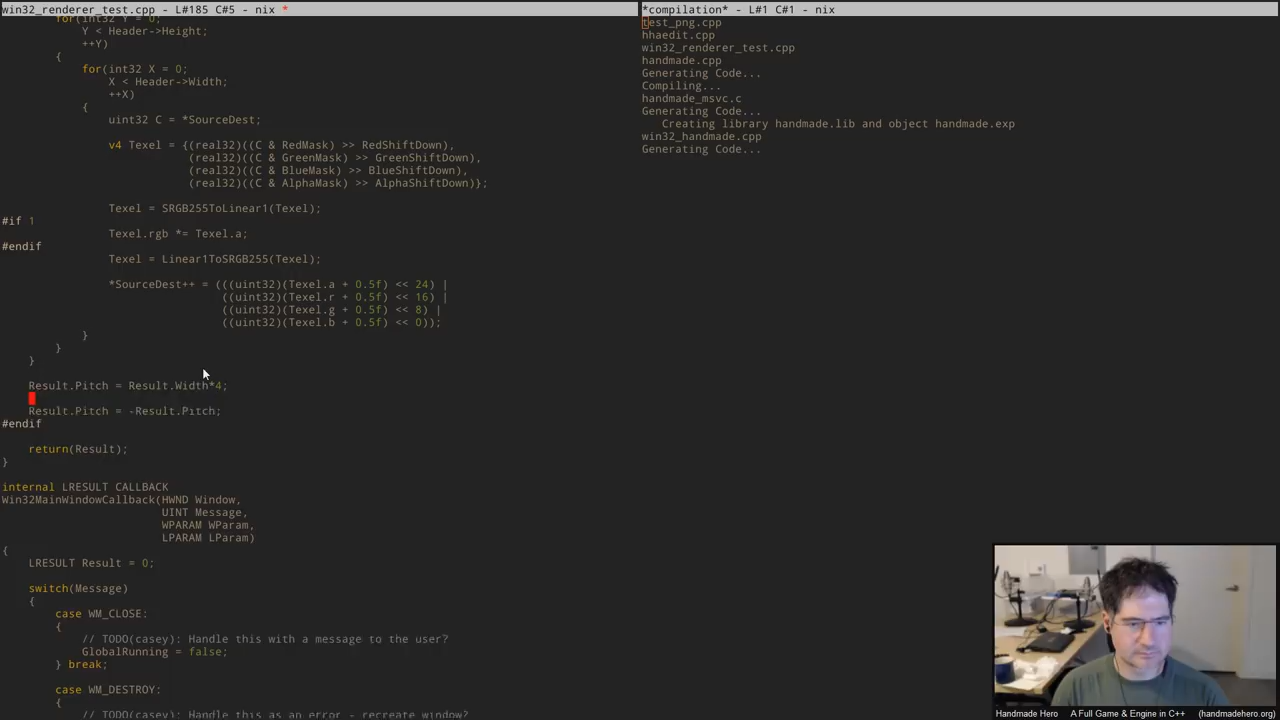 win32_renderer_test.cpp - L#185 C#5 - nix *
for(int32 Y = 0;
Y < Header->Height;
++Y)
{
for(int32 X = 0;
X < Header->Width;
++X)
{
uint32 C = *SourceDest;
v4 Texel = {(real32)((C & RedMask) >> RedShiftDown),
(real32)((C & GreenMask) >> GreenShiftDown),
(real32)((C & BlueMask) >> BlueShiftDown),
(real32)((C & AlphaMask) >> AlphaShiftDown)};
Texel = SRGB255ToLinear1(Texel);
#if 1
Texel.rgb *= Texel.a;
#endif
Texel = Linear1ToSRGB255(Texel);
*SourceDest++ = (((uint32)(Texel.a + 0.5f) << 24) |
((uint32)(Texel.r + 0.5f) << 16) |
((uint32)(Texel.g + 0.5f) << 8) |
((uint32)(Texel.b + 0.5f) << 0));
}
}
}
Result.Pitch = Result.Width*4;
Result.Pitch = -Result.Pitch;
#endif
return(Result);
}
internal LRESULT CALLBACK
Win32MainWindowCallback(HWND Window,
UINT Message,
WPARAM WParam,
LPARAM LParam)
{
LRESULT Result = 0;
switch(Message)
{
case WM_CLOSE:
{
// TODO(casey): Handle this with a message to the user?
GlobalRunning = false;
} break;
case WM_DESTROY:
{
// TODO(casey): Handle this as an error - recreate window?
*compilation* - L#1 C#1 - nix
test_png.cpp
hhaedit.cpp
win32_renderer_test.cpp
handmade.cpp
Generating Code...
Compiling...
handmade_msvc.c
Generating Code...
Creating library handmade.lib and object handmade.exp
win32_handmade.cpp
Generating Code...
Handmade Hero A Full Game & Engine in C++ (handmadehero.org)